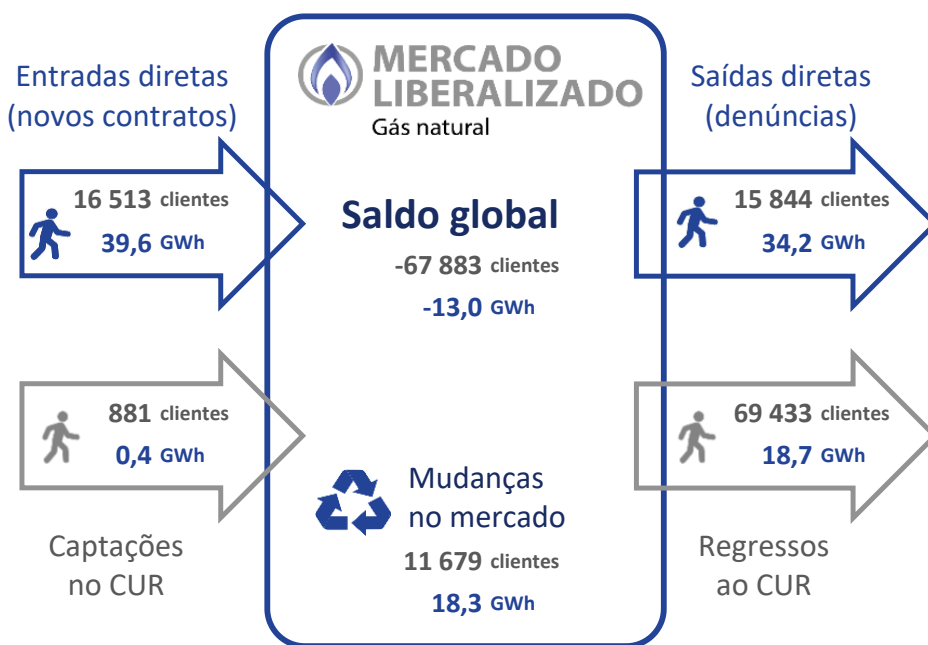 Entradas diretas
(novos contratos)
16 513 clientes
39,6 GWh
881 clientes
0,4 GWh
Captações
no CUR
MERCADO
LIBERALIZADO
Gás natural
Saldo global
-67 883 clientes
-13,0 GWh
Mudanças
no mercado
11 679 clientes
18,3 GWh
Saídas diretas
(denúncias)
15 844 clientes
34,2 GWh
69 433 clientes
18,7 GWh
Regressos
ao CUR